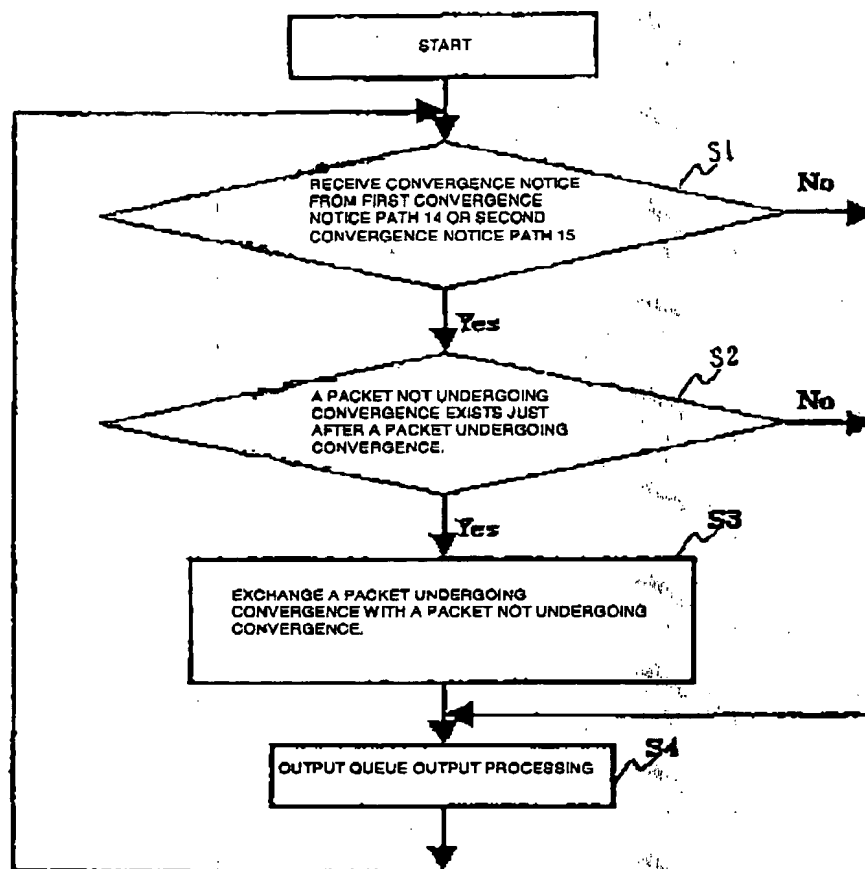 START
S1
No
RECEIVE CONVERGENCE NOTICE
FROM FIRST CONVERGENCE
NOTICE PATH 14 OR SECOND
CONVERGENCE NOTICE PATH 15
Yes
S2
No
A PACKET NOT UNDERGOING
CONVERGENCE EXISTS JUST
AFTER A PACKET UNDERGOING
CONVERGENCE.
Yes
S3
EXCHANGE A PACKET UNDERGOING
CONVERGENCE WITH A PACKET NOT UNDERGOING
CONVERGENCE.
S4
OUTPUT QUEUE OUTPUT PROCESSING